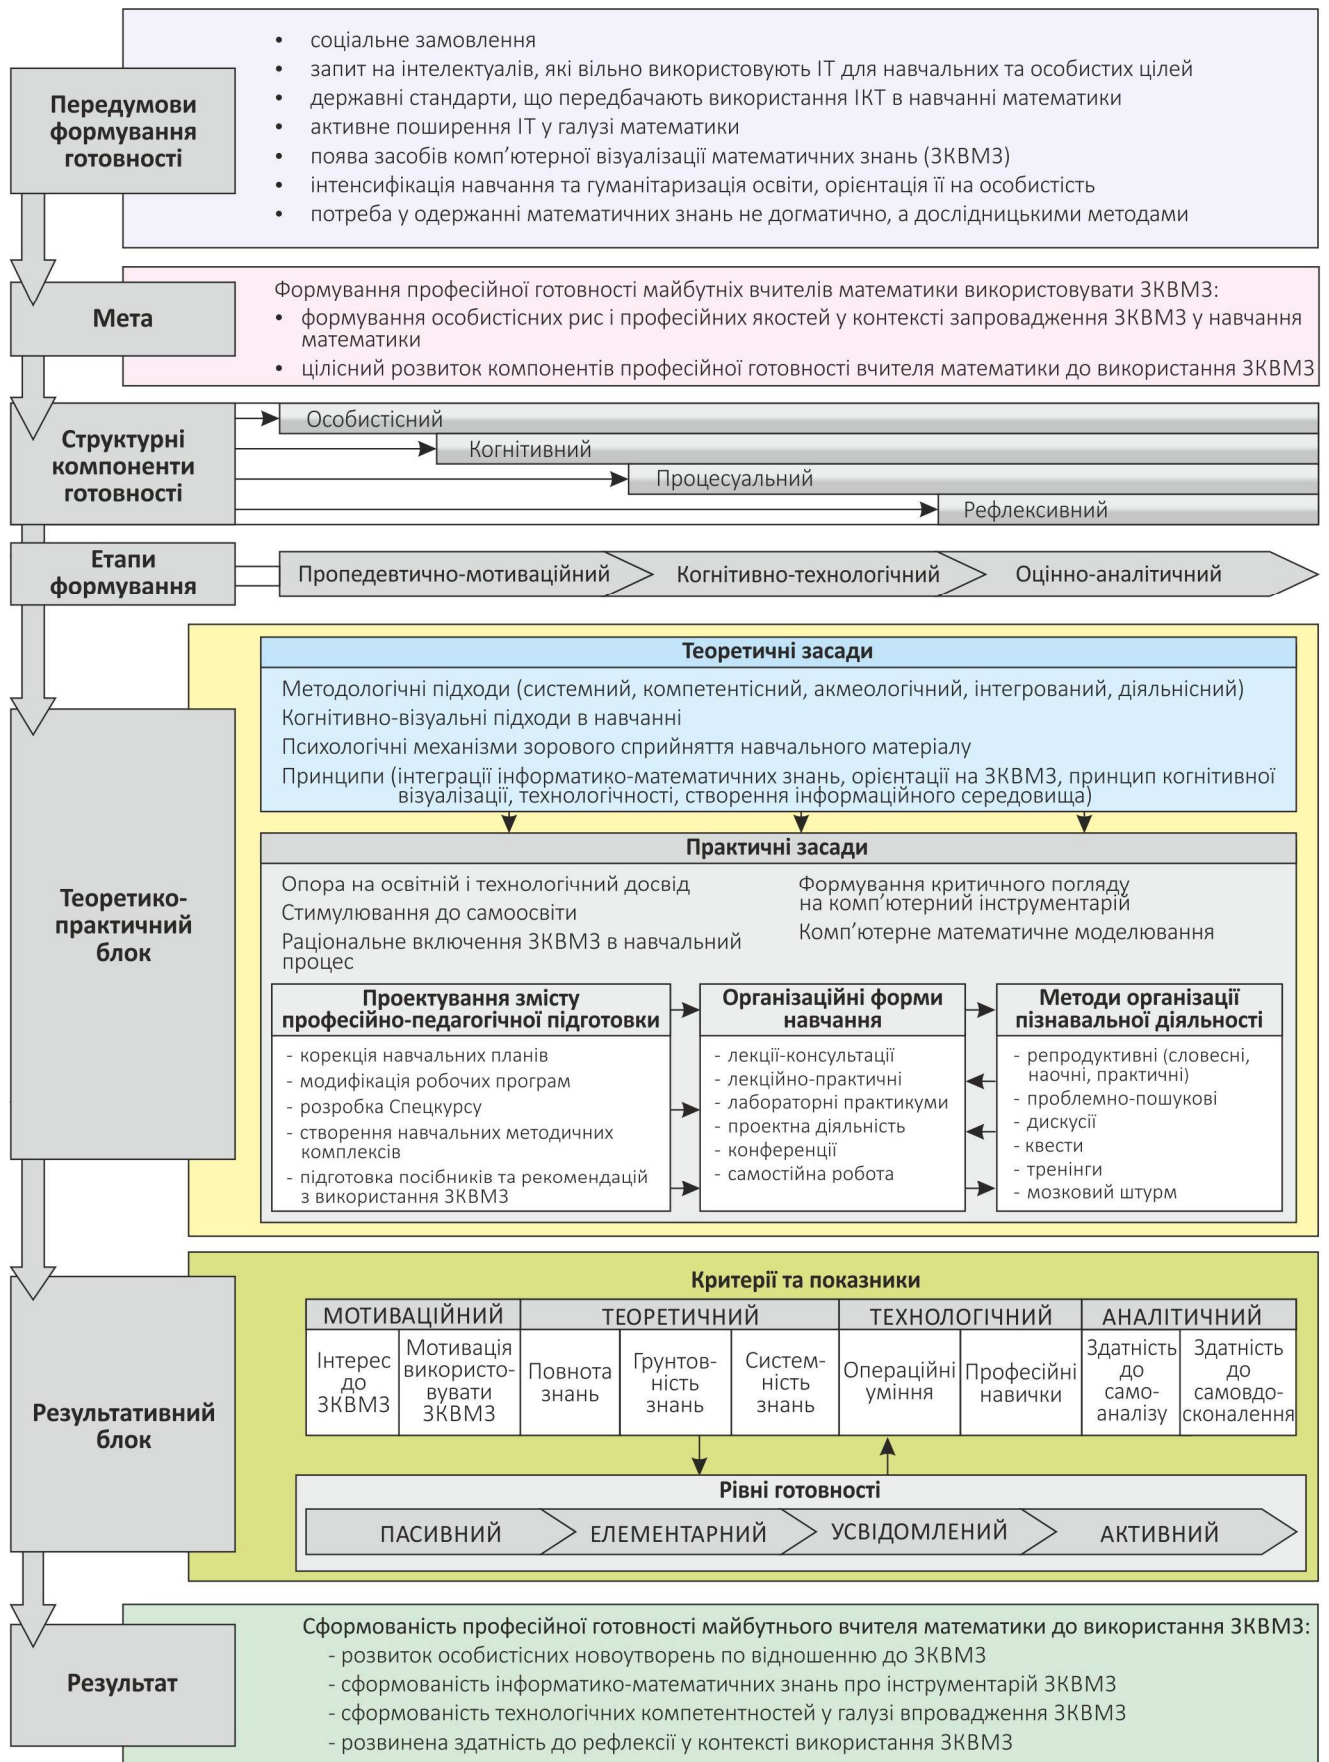 Передумови
формування
готовності
• соціальне замовлення
• запит на інтелектуалів, які вільно використовують ІТ для навчальних та особистих цілей
• державні стандарти, що передбачають використання ІКТ в навчанні математики
• активне поширення ІТ у галузі математики
• поява засобів комп’ютерної візуалізації математичних знань (ЗКВМЗ)
• інтенсифікація навчання та гуманітаризація освіти, орієнтація її на особистість
• потреба у одержанні математичних знань не догматично, а дослідницькими методами
Мета
Формування професійної готовності майбутніх вчителів математики використовувати ЗКВМЗ:
• формування особистісних рис і професійних якостей у контексті запровадження ЗКВМЗ у навчання
математики
• цілісний розвиток компонентів професійної готовності вчителя математики до використання ЗКВМЗ
Структурні
компоненти
готовності
Особистісний
Когнітивний
Процесуальний
Рефлексивний
Етапи
формування
Пропедевтично-мотиваційний
Когнітивно-технологічний
Оцінно-аналітичний
Теоретико-
практичний
блок
Теоретичні засади
Методологічні підходи (системний, компетентісний, акмеологічний, інтегрований, діяльнісний)
Когнітивно-візуальні підходи в навчанні
Психологічні механізми зорового сприйняття навчального матеріалу
Принципи (інтеграції інформатико-математичних знань, орієнтації на ЗКВМЗ, принцип когнітивної
візуалізації, технологічності, створення інформаційного середовища)
Практичні засади
Опора на освітній і технологічний досвід
Стимулювання до самоосвіти
Раціональне включення ЗКВМЗ в навчальний
процес
Формування критичного погляду
на комп’ютерний інструментарій
Комп’ютерне математичне моделювання
Проектування змісту
професійно-педагогічної підготовки
- корекція навчальних планів
- модифікація робочих програм
- розробка Спецкурсу
- створення навчальних методичних
комплексів
- підготовка посібників та рекомендацій
з використання ЗКВМЗ
Організаційні форми
навчання
- лекції-консультації
- лекційно-практичні
- лабораторні практикуми
- проектна діяльність
- конференції
- самостійна робота
Методи організації
пізнавальної діяльності
- репродуктивні (словесні,
наочні, практичні)
- проблемно-пошукові
- дискусії
- квести
- тренінги
- мозковий штурм
Результативний
блок
Критерії та показники
МОТИВАЦІЙНИЙ
ТЕОРЕТИЧНИЙ
ТЕХНОЛОГІЧНИЙ
АНАЛІТИЧНИЙ
Інтерес
до
ЗКВМЗ
Мотивація
використо-
вувати
ЗКВМЗ
Повнота
знань
Грунтов-
ність
знань
Систем-
ність
знань
Операційні
уміння
Професійні
навички
Здатність
до
само-
аналізу
Здатність
до
самовдо-
сконалення
Рівні готовності
ПАСИВНИЙ
ЕЛЕМЕНТАРНИЙ
УСВІДОМЛЕНИЙ
АКТИВНИЙ
Результат
Сформованість професійної готовності майбутнього вчителя математики до використання ЗКВМЗ:
- розвиток особистісних новоутворень по відношенню до ЗКВМЗ
- сформованість інформатико-математичних знань про інструментарій ЗКВМЗ
- сформованість технологічних компетентностей у галузі впровадження ЗКВМЗ
- розвинена здатність до рефлексії у контексті використання ЗКВМЗ